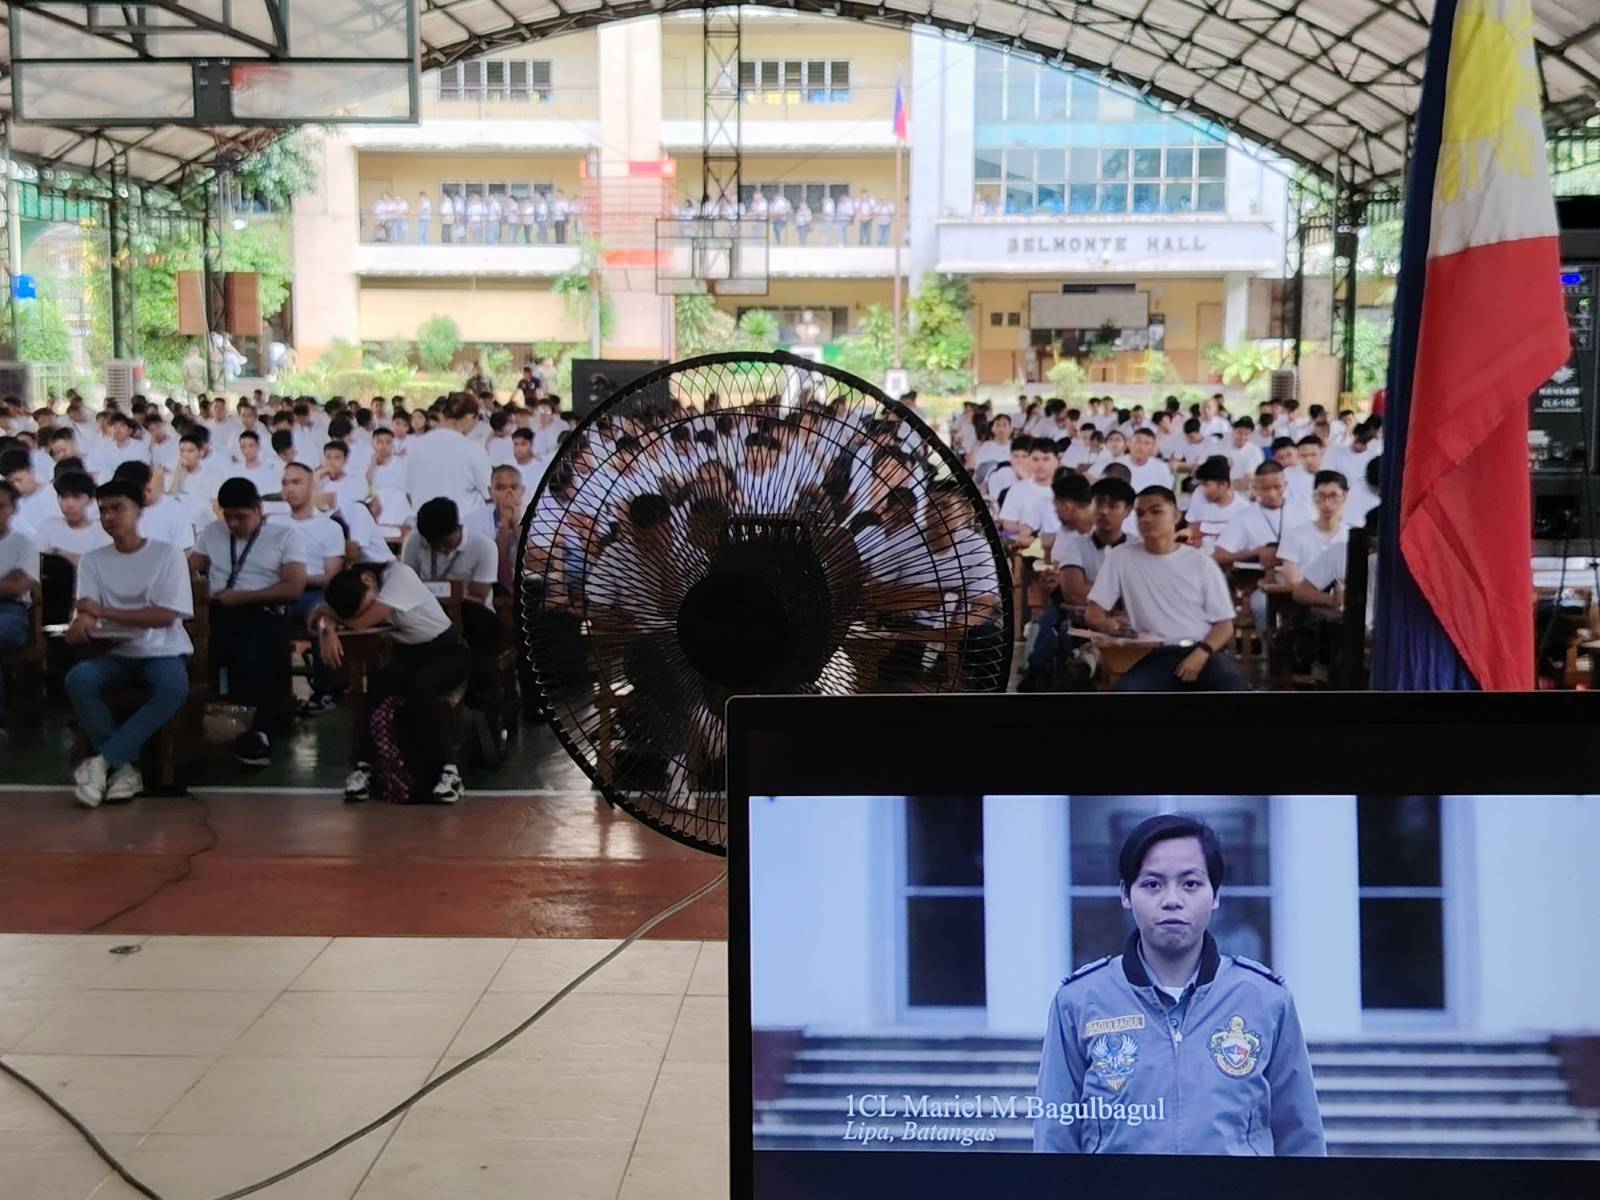 BELMONTE HALL
BAGULBAGUL
1CL Mariel M Bagulbagul
Lipa, Batangas